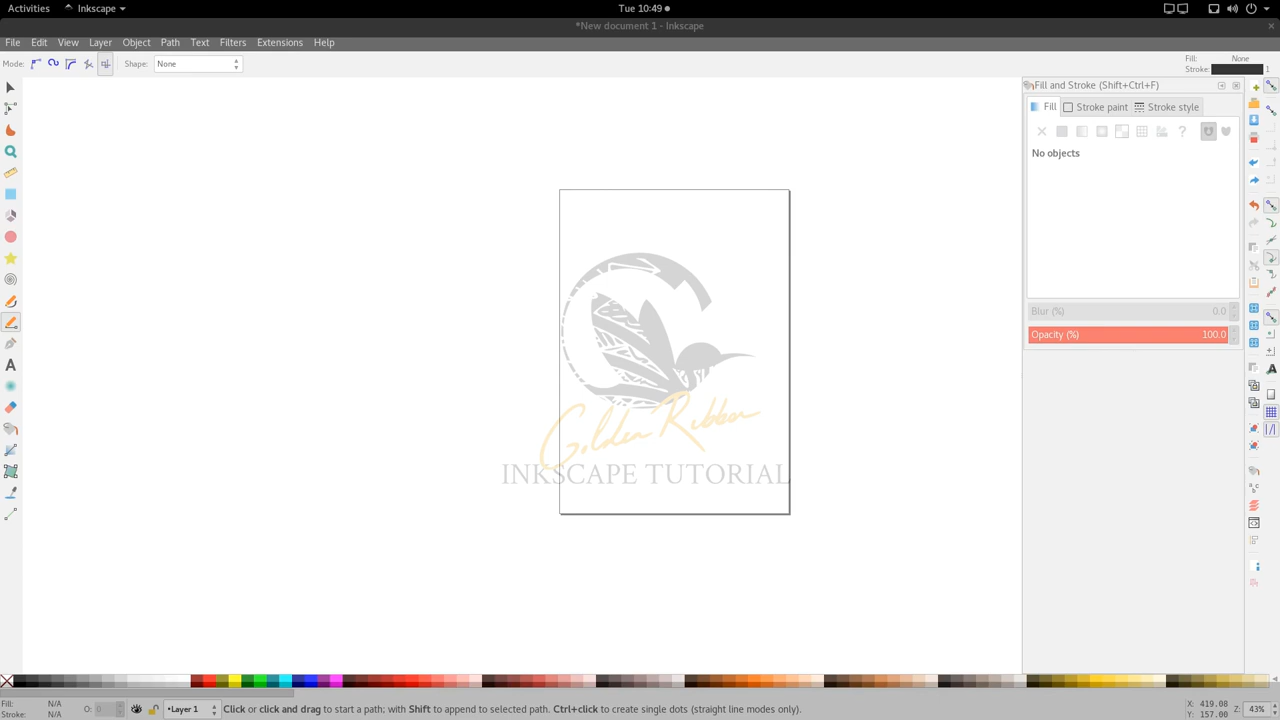 Activities Inkscape Tue 10:49
*New document 1 - Inkscape
File Edit View Layer Object Path Text Filters Extensions Help
Mode: Shape: None
Fill: None
Stroke: 1
Fill and Stroke (Shift+Ctrl+F)
Fill Stroke paint Stroke style
No objects
Blur (%) 0.0
Opacity (%) 100.0
Golden Ribbon
INKSCAPE TUTORIAL
Fill: N/A
Stroke: N/A
O: 0
•Layer 1
Click or click and drag to start a path; with Shift to append to selected path. Ctrl+click to create single dots (straight line modes only).
X: 419.08
Y: 157.00
Z: 43%